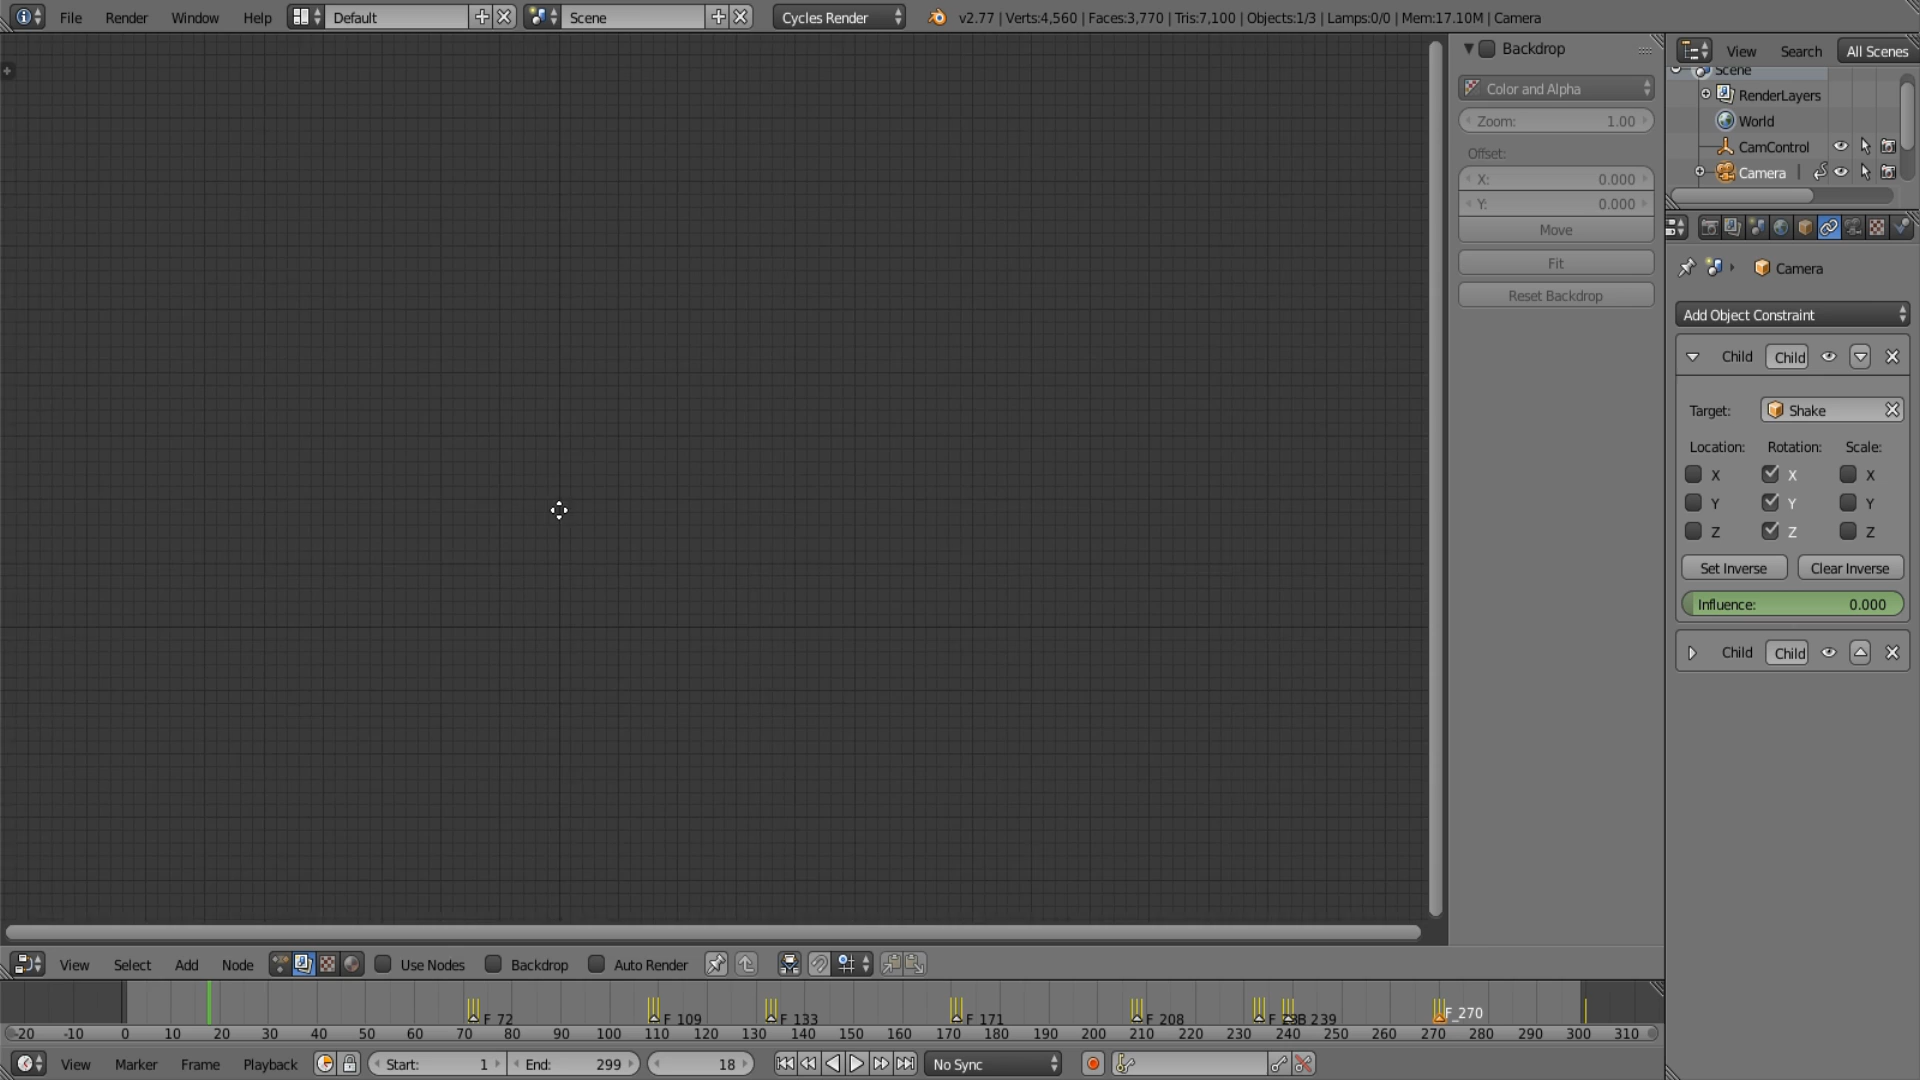 File Render Window Help Default Scene Cycles Render v2.77 | Verts:4,560 | Faces:3,770 | Tris:7,100 | Objects:1/3 | Lamps:0/0 | Mem:17.10M | Camera
Backdrop
Color and Alpha
Zoom: 1.00
Offset:
X: 0.000
Y: 0.000
Move
Fit
Reset Backdrop
View Search All Scenes
Scene
RenderLayers
World
CamControl
Camera
Camera
Add Object Constraint
Child Child
Target: Shake
Location: Rotation: Scale:
X X X
Y Y Y
Z Z Z
Set Inverse Clear Inverse
Influence: 0.000
Child Child
View Select Add Node Use Nodes Backdrop Auto Render
F_72 F_109 F_133 F_171 F_208 239 F_270
-20 -10 0 10 20 30 40 50 60 70 80 90 100 110 120 130 140 150 160 170 180 190 200 210 220 230 240 250 260 270 280 290 300 310
View Marker Frame Playback Start: 1 End: 299 18 No Sync